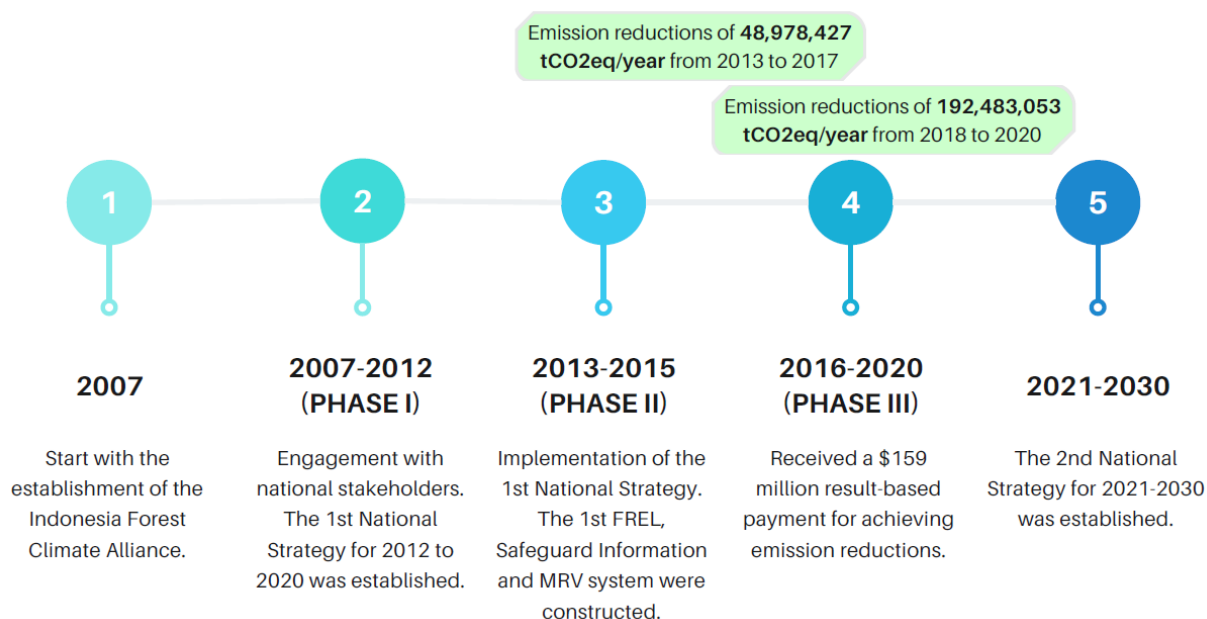 Emission reductions of 48,978,427
tCO2eq/year from 2013 to 2017
Emission reductions of 192,483,053
tCO2eq/year from 2018 to 2020
1
2
3
4
5
2007
Start with the
establishment of the
Indonesia Forest
Climate Alliance.
2007-2012
(PHASE I)
Engagement with
national stakeholders.
The 1st National
Strategy for 2012 to
2020 was established.
2013-2015
(PHASE II)
Implementation of the
1st National Strategy.
The 1st FREL,
Safeguard Information
and MRV system were
constructed.
2016-2020
(PHASE III)
Received a $159
million result-based
payment for achieving
emission reductions.
2021-2030
The 2nd National
Strategy for 2021-2030
was established.